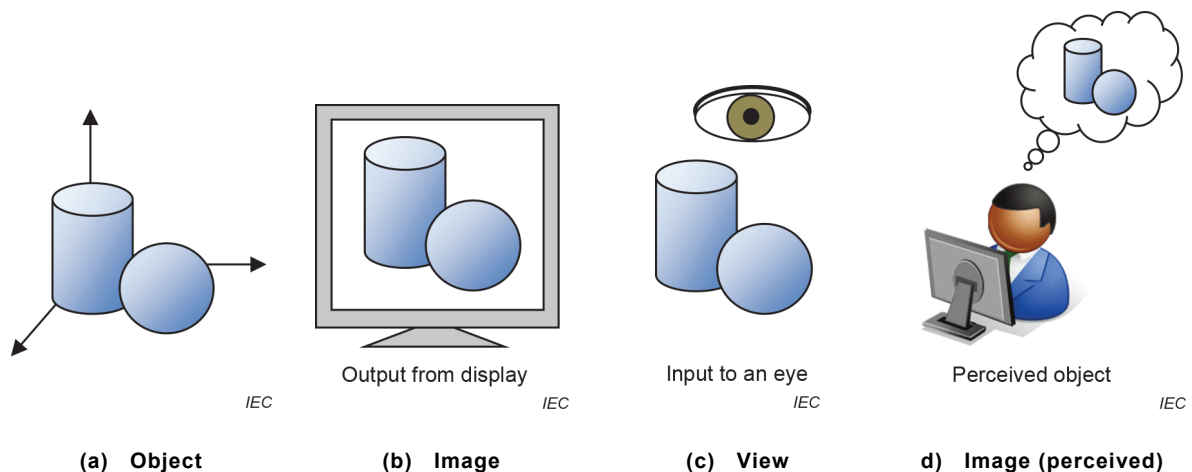 Output from display
Input to an eye
Perceived object
IEC
IEC
IEC
IEC
(a) Object
(b) Image
(c) View
d) Image (perceived)